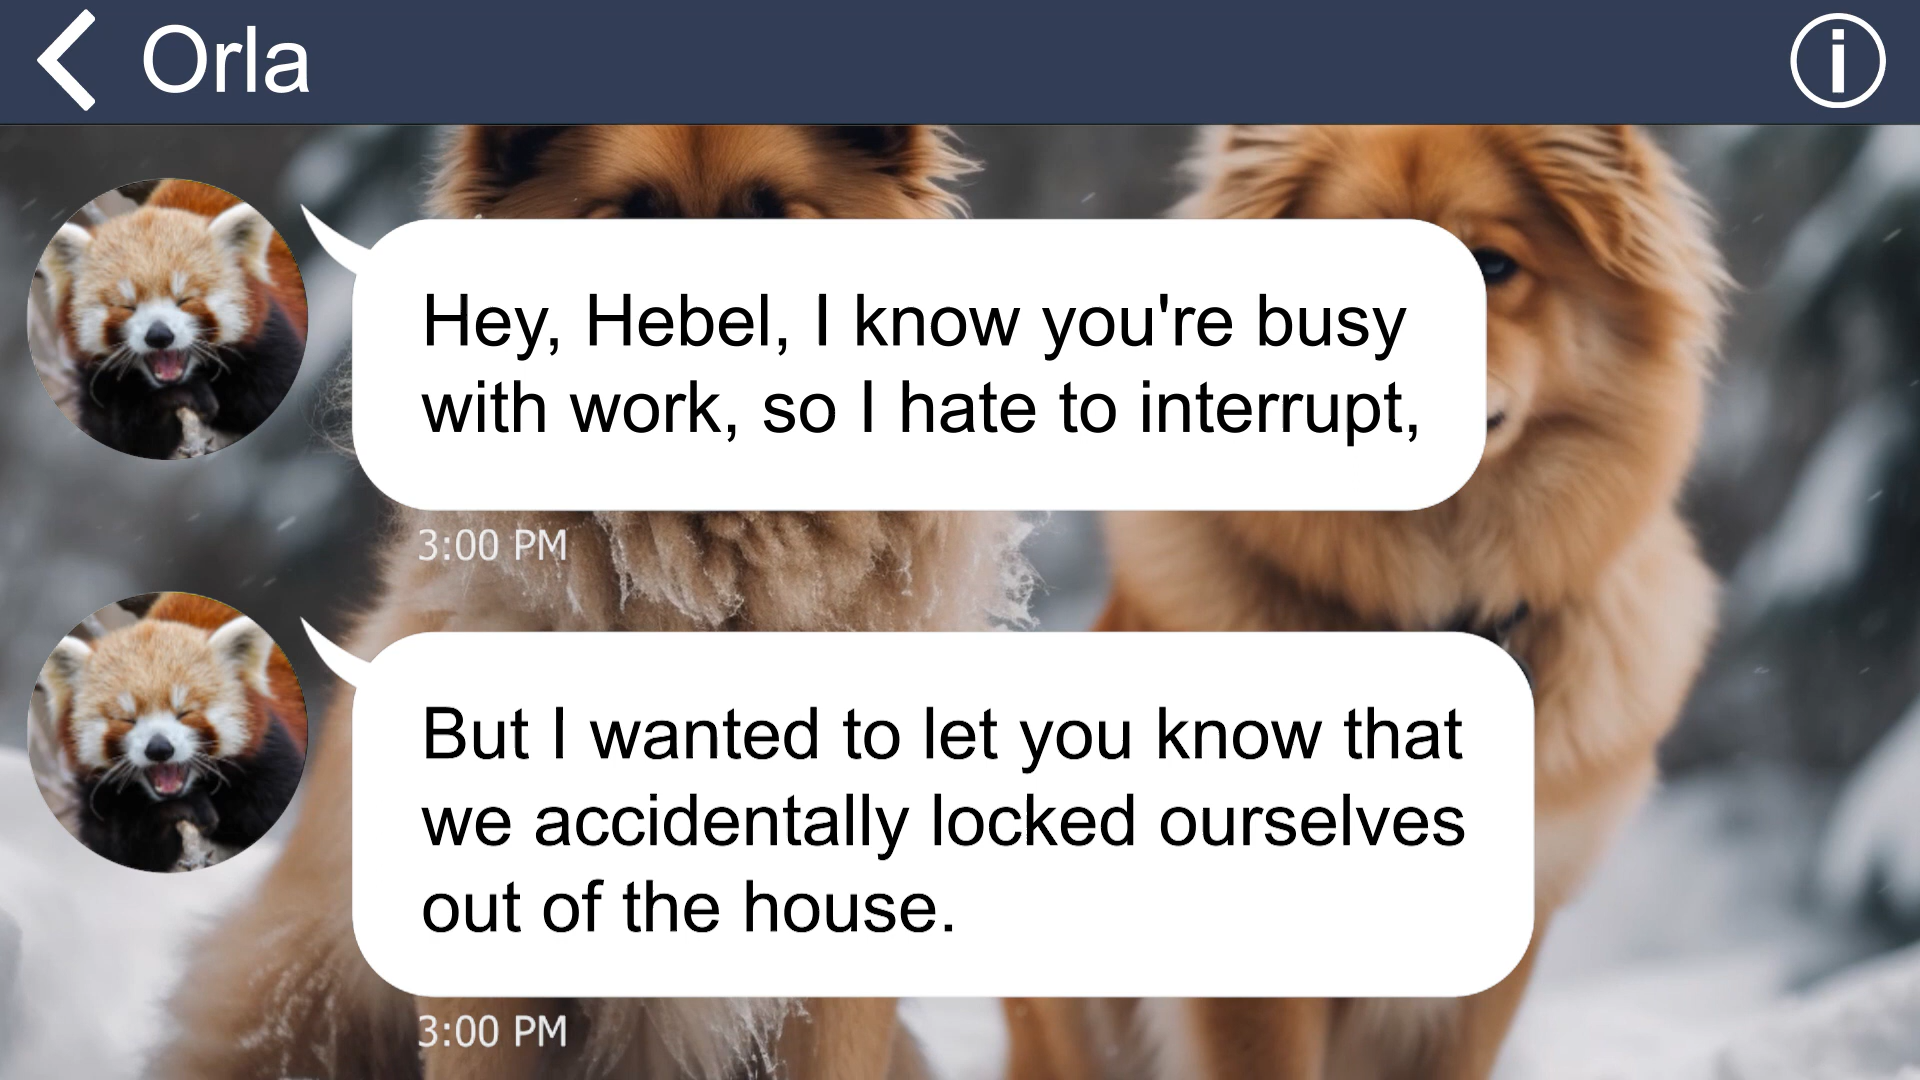 Orla
Hey, Hebel, I know you're busy
with work, so I hate to interrupt,
3:00 PM
But I wanted to let you know that
we accidentally locked ourselves
out of the house.
3:00 PM